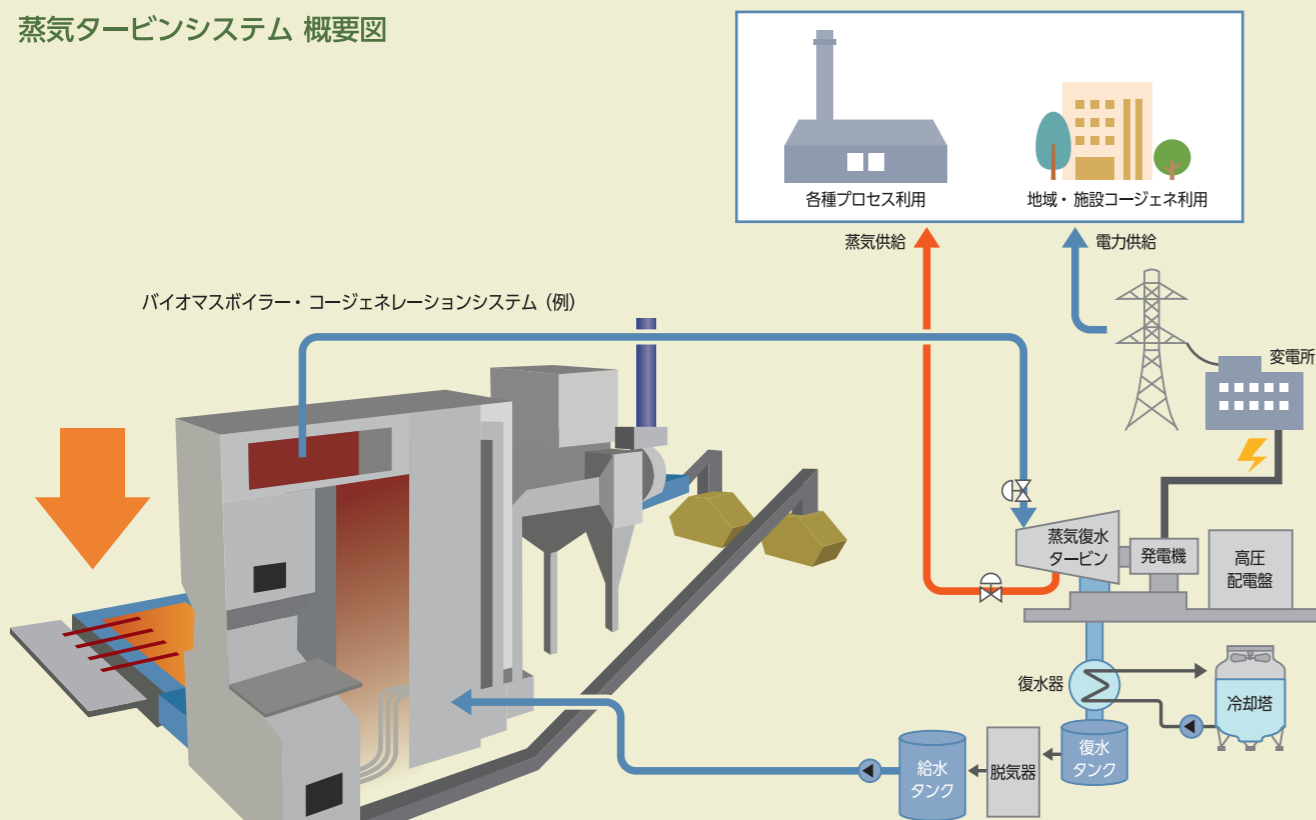 蒸気タービンシステム 概要図
各種プロセス利用
地域・施設コージェネ利用
蒸気供給
電力供給
バイオマスボイラー・コージェネレーションシステム（例）
変電所
蒸気復水
タービン
発電機
高圧
配電盤
復水器
冷却塔
給水
タンク
脱気器
復水
タンク